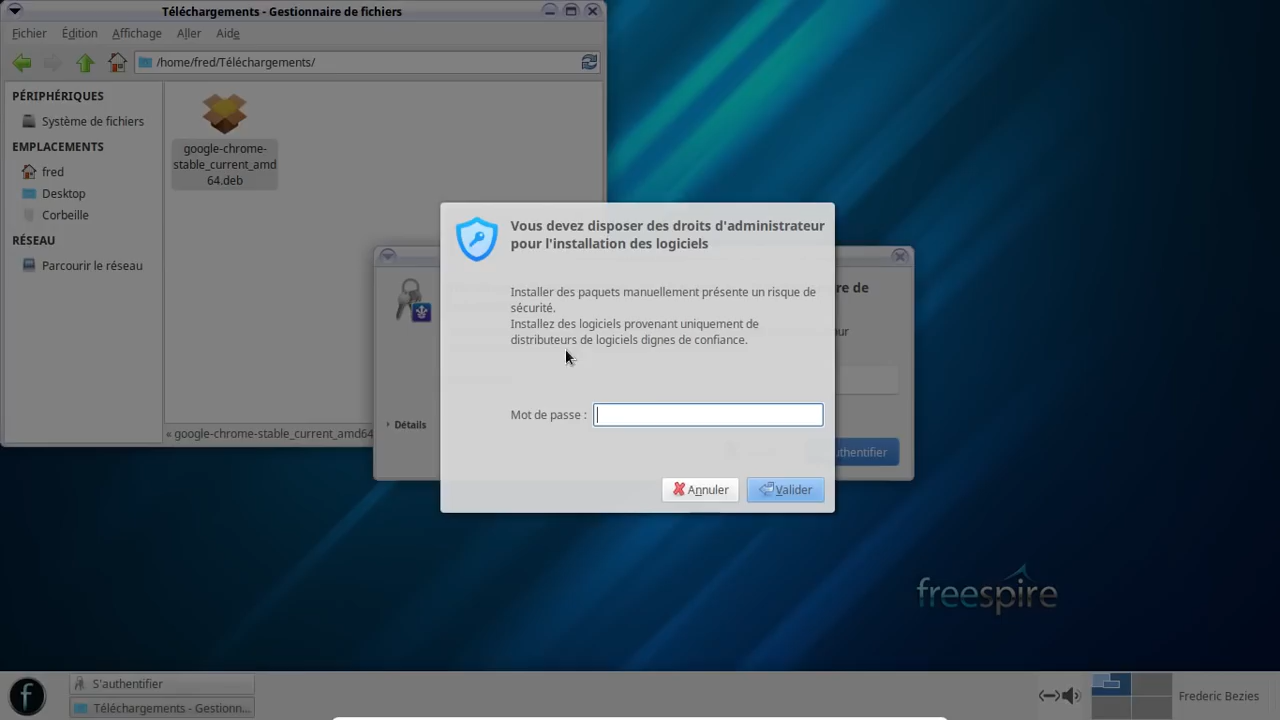 Téléchargements - Gestionnaire de fichiers
Fichier Édition Affichage Aller Aide
/home/fred/Téléchargements/
PÉRIPHÉRIQUES
Système de fichiers
EMPLACEMENTS
fred
Desktop
Corbeille
RÉSEAU
Parcourir le réseau
google-chrome-
stable_current_amd
64.deb
« google-chrome-stable_current_amd64
re de
ur
Détails
uthentifier
Vous devez disposer des droits d'administrateur
pour l'installation des logiciels
Installer des paquets manuellement présente un risque de
sécurité.
Installez des logiciels provenant uniquement de
distributeurs de logiciels dignes de confiance.
Mot de passe :
Annuler Valider
freespire
S'authentifier
Téléchargements - Gestionn...
Frederic Bezies